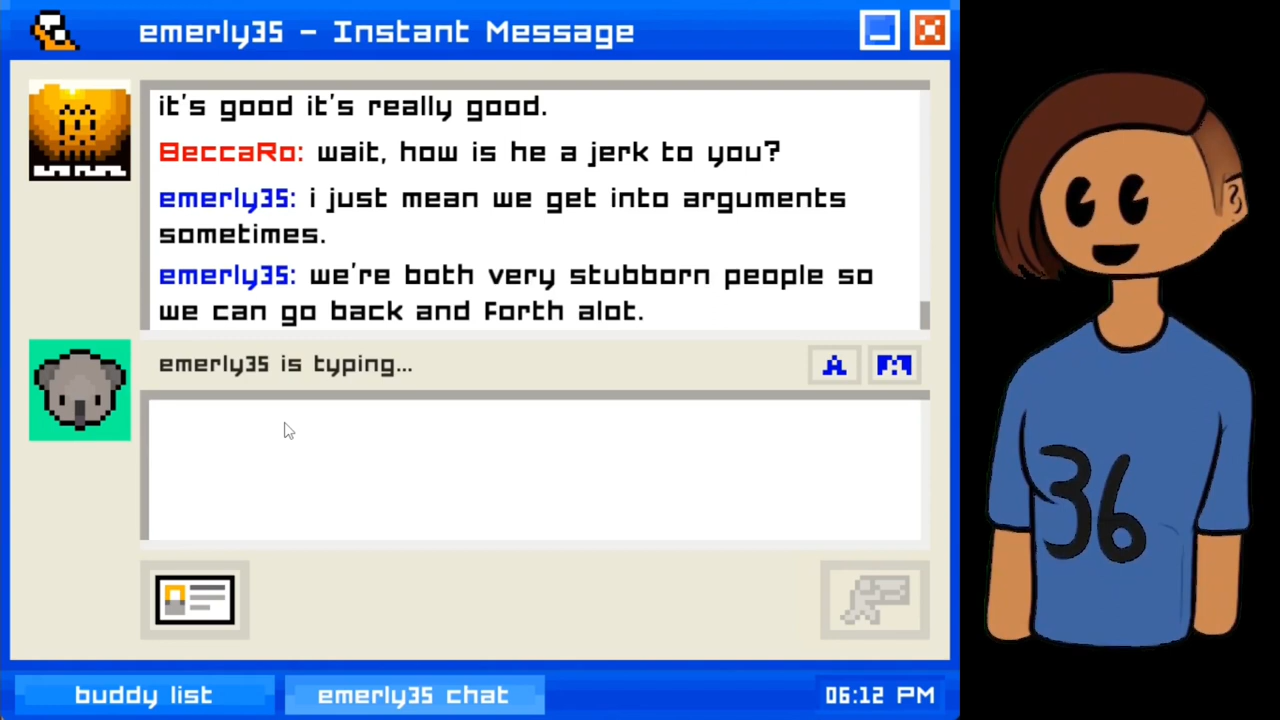 emerly35 - Instant Message
it's good it's really good.
BeccaRo: wait, how is he a jerk to you?
emerly35: i just mean we get into arguments
sometimes.
emerly35: we're both very stubborn people so
we can go back and forth alot.
emerly35 is typing...
A
36
buddy list
emerly35 chat
06:12 PM